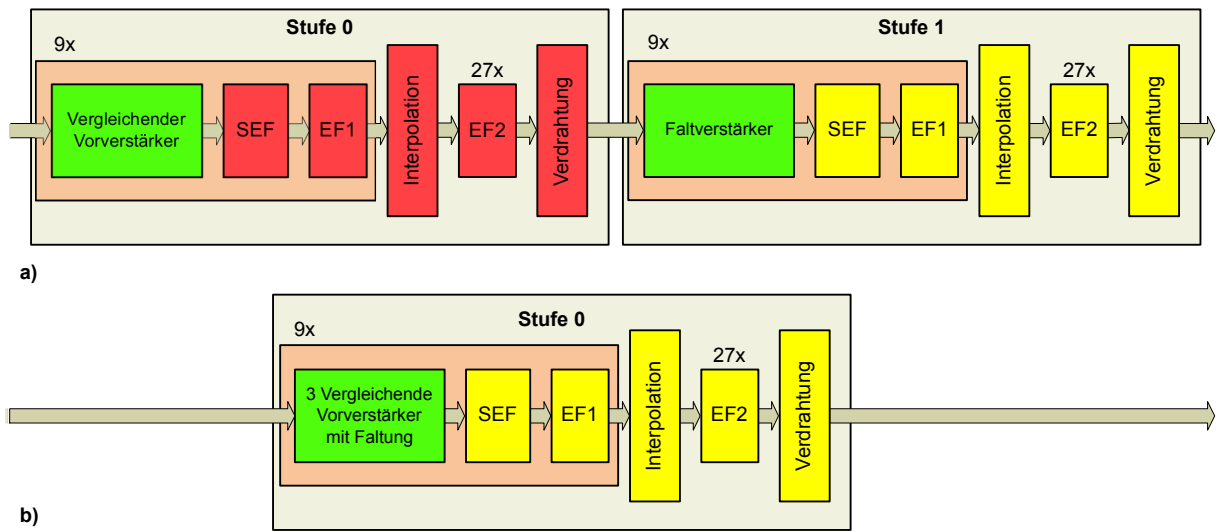 Stufe 0
9x
Vergleichender
Vorverstärker
SEF
EF1
Interpolation
27x
EF2
Verdrahtung
Stufe 1
9x
Faltverstärker
SEF
EF1
Interpolation
27x
EF2
Verdrahtung
a)
Stufe 0
9x
3 Vergleichende
Vorverstärker
mit Faltung
SEF
EF1
Interpolation
27x
EF2
Verdrahtung
b)